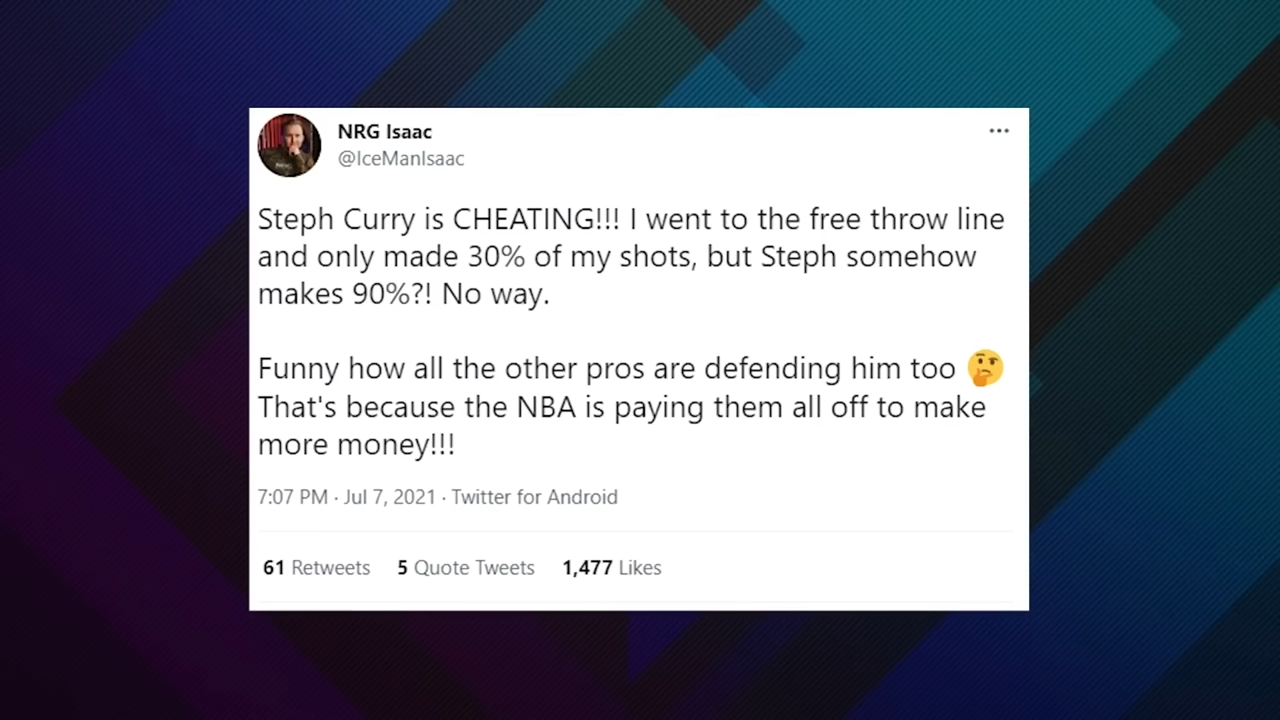 NRG Isaac
@IceManIsaac
Steph Curry is CHEATING!!! I went to the free throw line
and only made 30% of my shots, but Steph somehow
makes 90%?! No way.
Funny how all the other pros are defending him too 🤔
That's because the NBA is paying them all off to make
more money!!!
7:07 PM · Jul 7, 2021 · Twitter for Android
61 Retweets 5 Quote Tweets 1,477 Likes